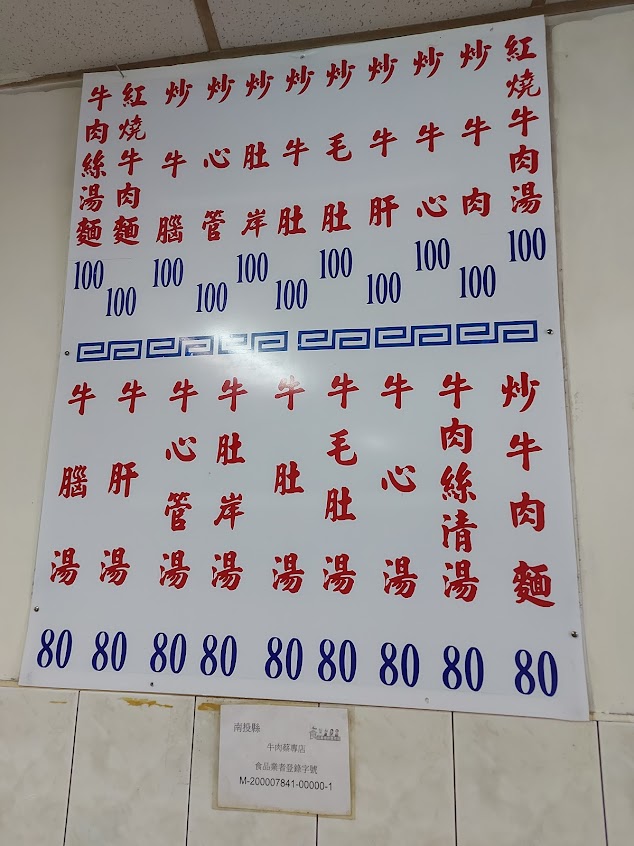 紅燒牛肉湯 100
炒牛肉 100
炒牛心 100
炒牛肝 100
炒毛肚 100
炒牛肚 100
炒肚岸 100
炒心管 100
炒牛腦 100
紅燒牛肉麵 100
牛肉絲湯麵 100
炒牛肉麵 80
牛肉絲清湯 80
牛心湯 80
牛毛肚湯 80
牛肚湯 80
牛肚岸湯 80
牛心管湯 80
牛肝湯 80
牛腦湯 80
南投縣
牛肉蔡專店
食品業者登錄字號
M-200007841-00000-1